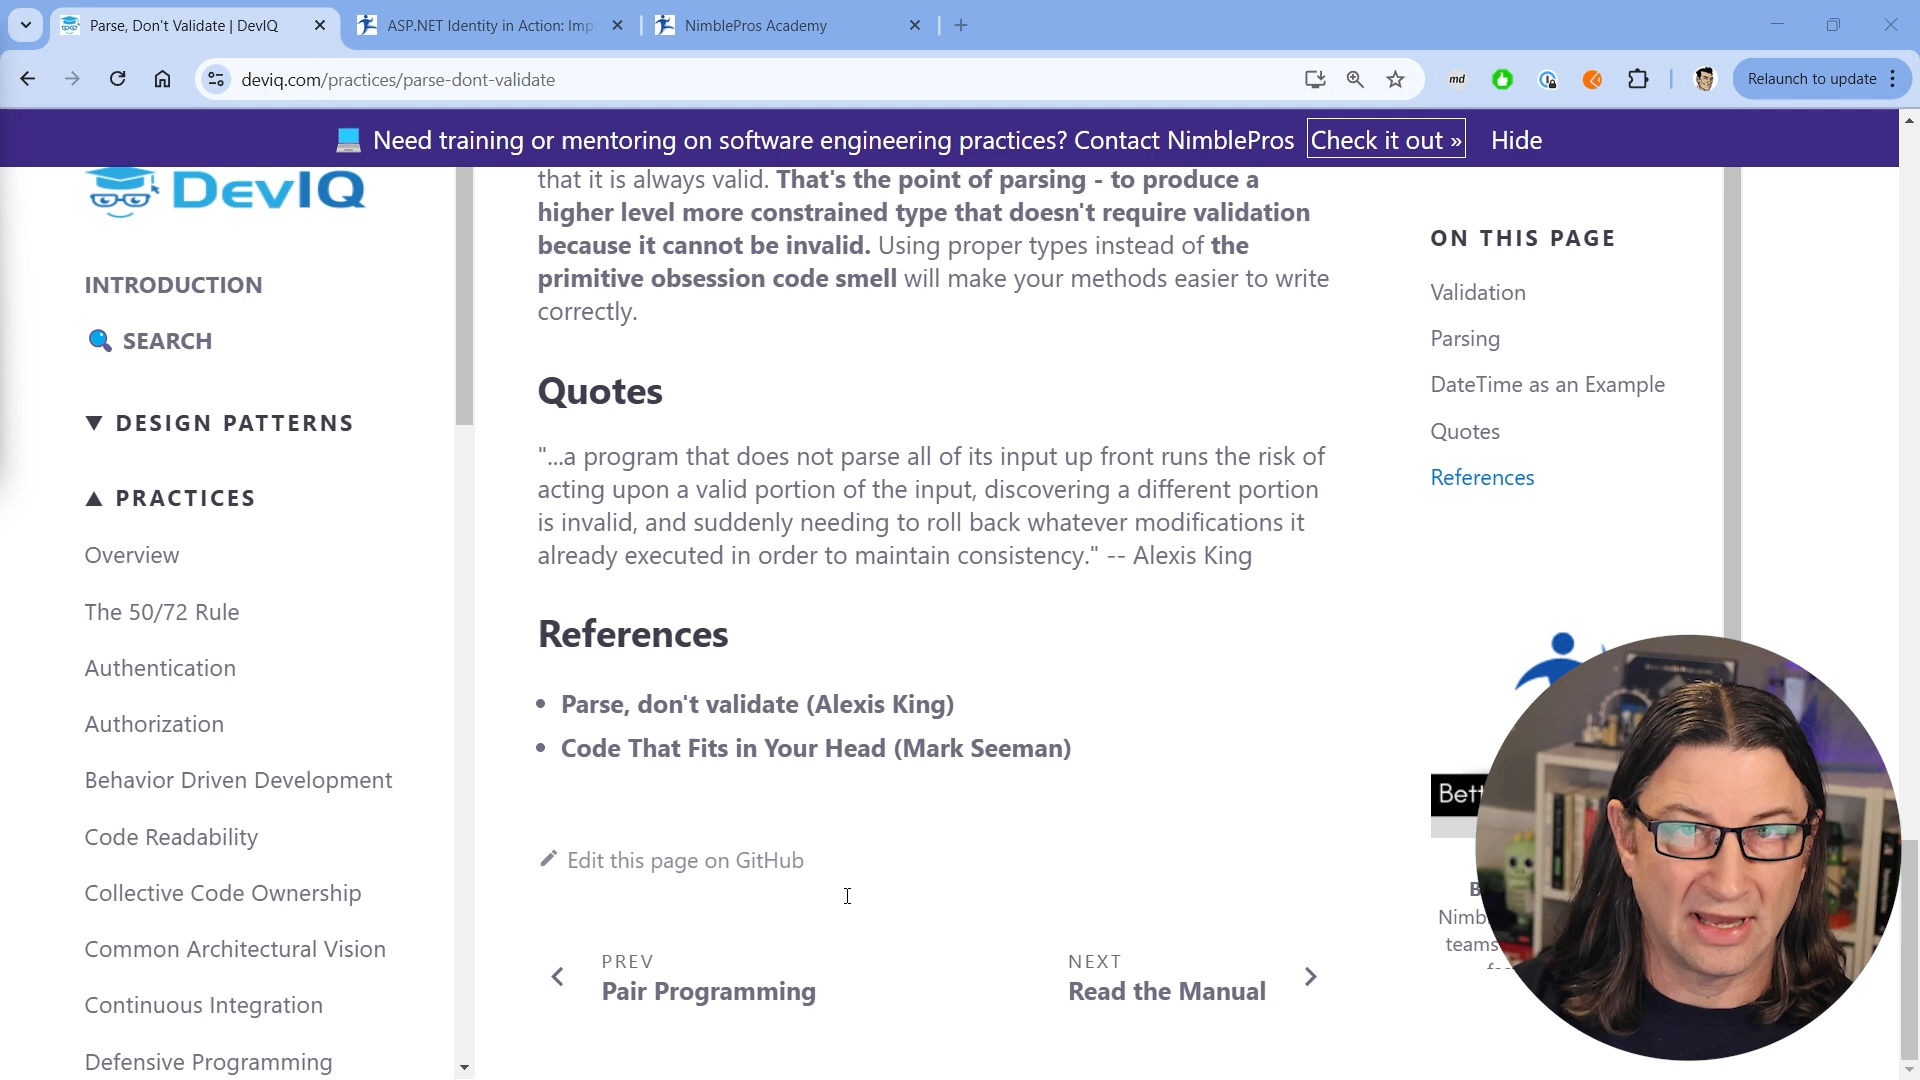 Parse, Don't Validate | DevIQ
ASP.NET Identity in Action: Imp
NimblePros Academy
deviq.com/practices/parse-dont-validate
md
Relaunch to update
Need training or mentoring on software engineering practices? Contact NimblePros Check it out » Hide
DevIQ
INTRODUCTION
SEARCH
▼ DESIGN PATTERNS
▲ PRACTICES
Overview
The 50/72 Rule
Authentication
Authorization
Behavior Driven Development
Code Readability
Collective Code Ownership
Common Architectural Vision
Continuous Integration
Defensive Programming
that it is always valid. That's the point of parsing - to produce a
higher level more constrained type that doesn't require validation
because it cannot be invalid. Using proper types instead of the
primitive obsession code smell will make your methods easier to write
correctly.
Quotes
"...a program that does not parse all of its input up front runs the risk of
acting upon a valid portion of the input, discovering a different portion
is invalid, and suddenly needing to roll back whatever modifications it
already executed in order to maintain consistency." -- Alexis King
References
• Parse, don't validate (Alexis King)
• Code That Fits in Your Head (Mark Seeman)
Edit this page on GitHub
PREV
Pair Programming
NEXT
Read the Manual
ON THIS PAGE
Validation
Parsing
DateTime as an Example
Quotes
References
Bett
B
Nimb
teams